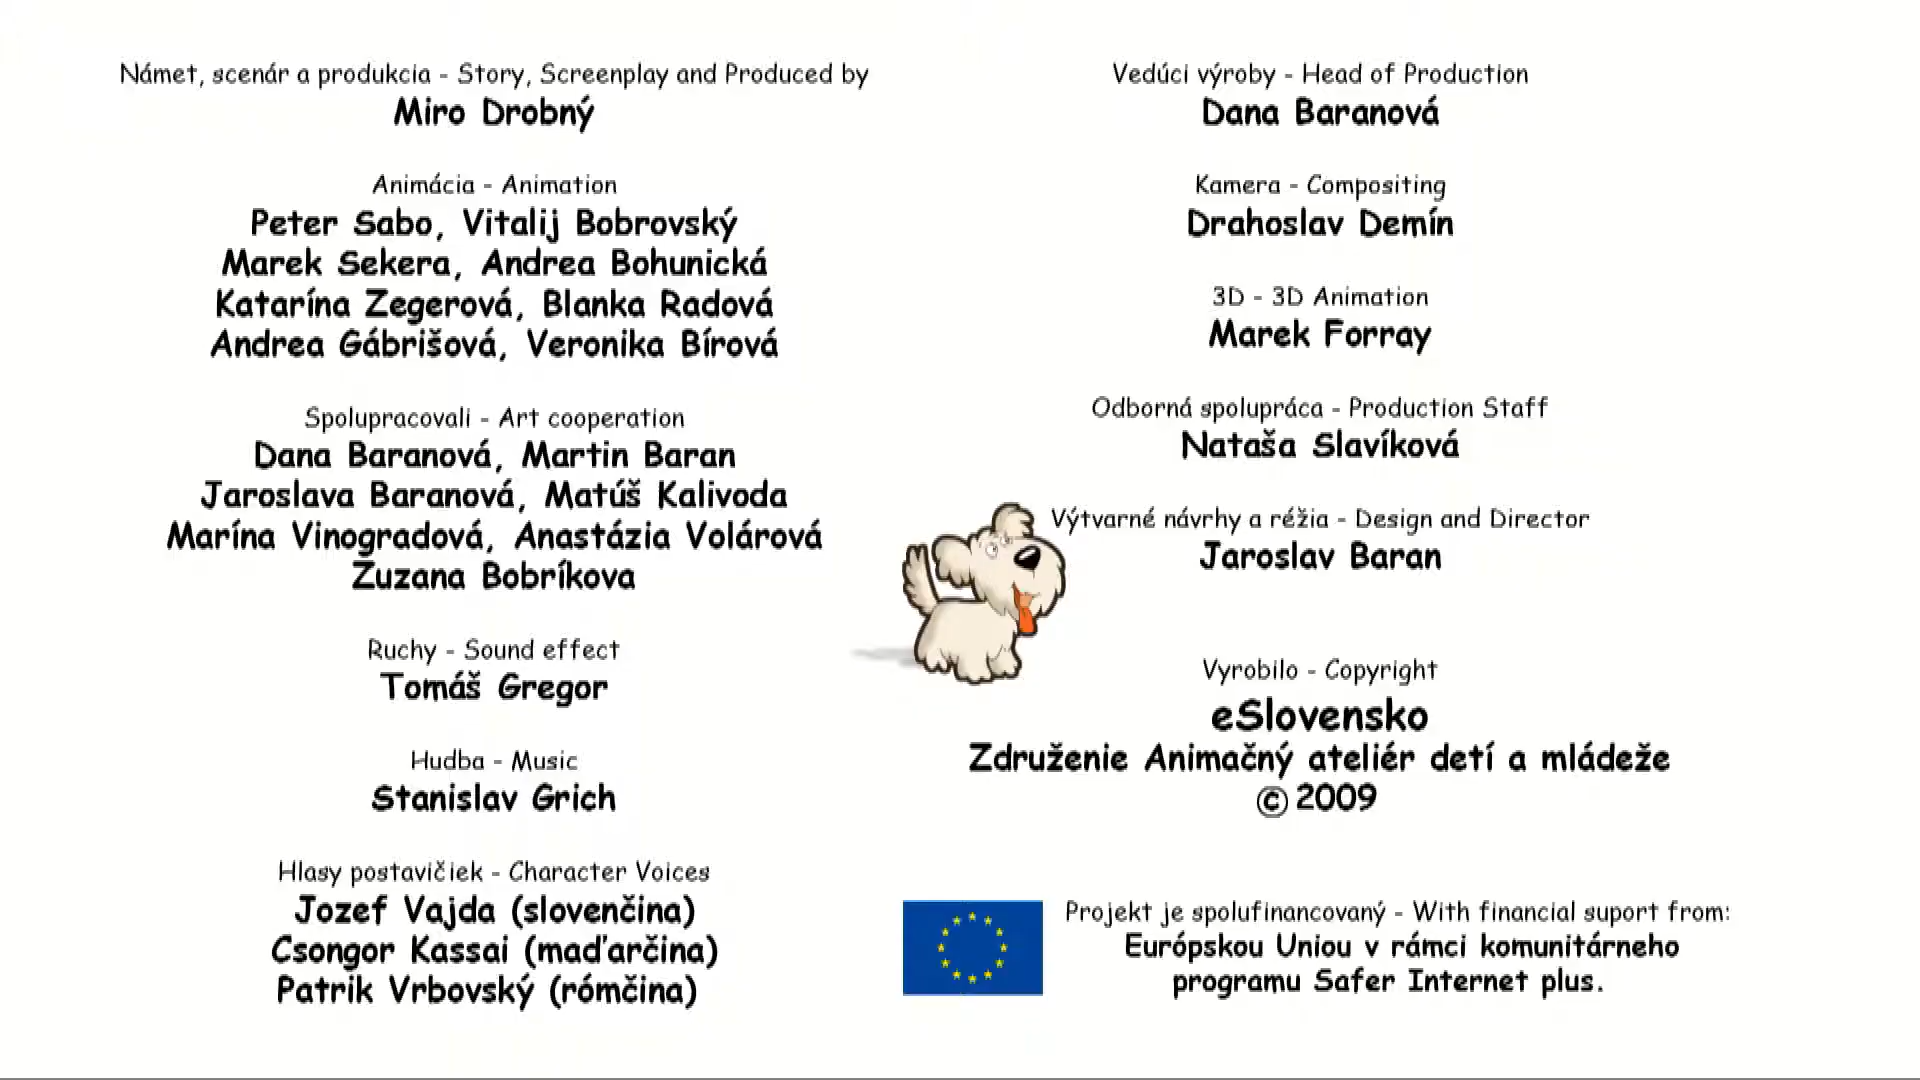 Námet, scenár a produkcia - Story, Screenplay and Produced by
Miro Drobný
Animácia - Animation
Peter Sabo, Vitalij Bobrovský
Marek Sekera, Andrea Bohunická
Katarína Zegerová, Blanka Radová
Andrea Gábrišová, Veronika Bírová
Spolupracovali - Art cooperation
Dana Baranová, Martin Baran
Jaroslava Baranová, Matúš Kalivoda
Marína Vinogradová, Anastázia Volárová
Zuzana Bobríkova
Ruchy - Sound effect
Tomáš Gregor
Hudba - Music
Stanislav Grich
Hlasy postavičiek - Character Voices
Jozef Vajda (slovenčina)
Csongor Kassai (maďarčina)
Patrik Vrbovský (rómčina)
Vedúci výroby - Head of Production
Dana Baranová
Kamera - Compositing
Drahoslav Demín
3D - 3D Animation
Marek Forray
Odborná spolupráca - Production Staff
Nataša Slavíková
Výtvarné návrhy a réžia - Design and Director
Jaroslav Baran
Vyrobilo - Copyright
eSlovensko
Združenie Animačný ateliér detí a mládeže
© 2009
Projekt je spolufinancovaný - With financial suport from:
Európskou Uniou v rámci komunitárneho
programu Safer Internet plus.